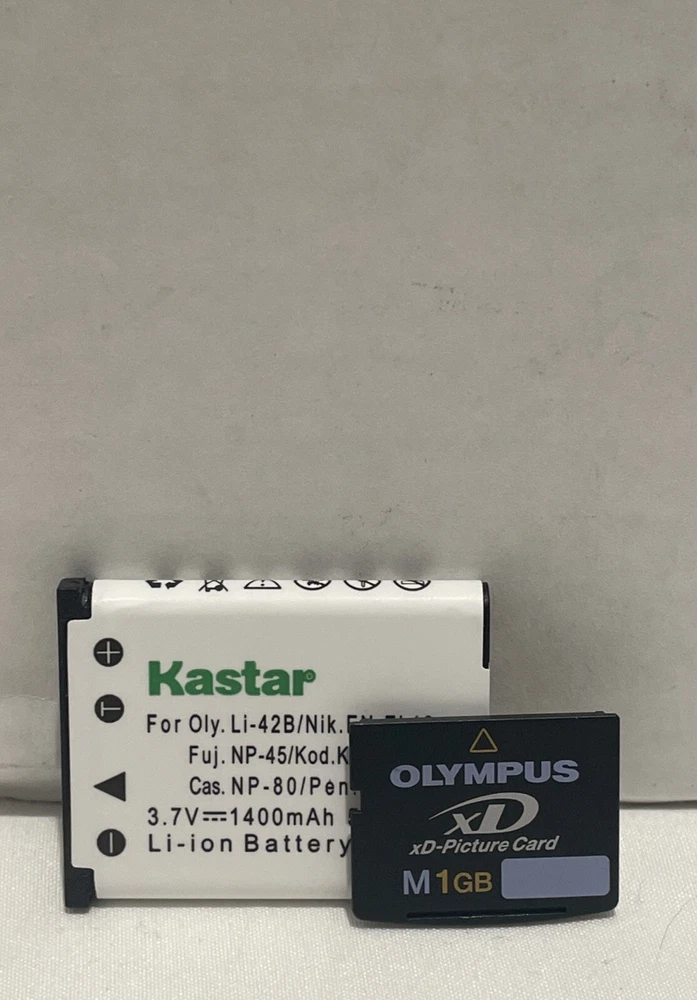 Kastar
For Oly. Li-42B/Nik.
Fuj. NP-45/Kod.
Cas. NP-80/Pen.
3.7V⎓1400mAh
Li-ion Battery
+
T
−
OLYMPUS
xD
xD-Picture Card
M1GB